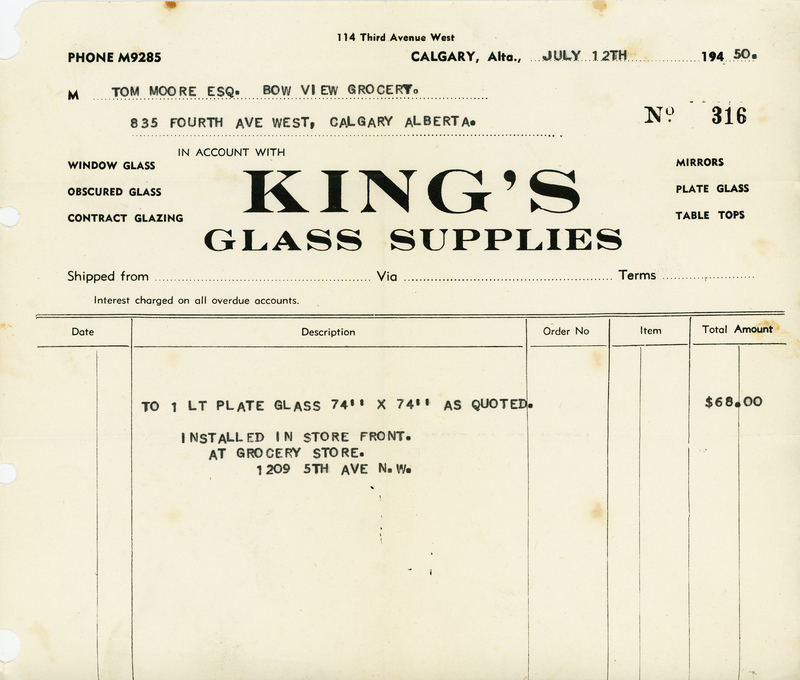 114 Third Avenue West
PHONE M9285 CALGARY, Alta., JULY 12TH 194 50.
M TOM MOORE ESQ. BOW VIEW GROCERY.
835 FOURTH AVE WEST, CALGARY ALBERTA.
Nº 316
IN ACCOUNT WITH
WINDOW GLASS
OBSCURED GLASS
CONTRACT GLAZING
KING'S
GLASS SUPPLIES
MIRRORS
PLATE GLASS
TABLE TOPS
Shipped from Via Terms
Interest charged on all overdue accounts.
Date Description Order No Item Total Amount
TO 1 LT PLATE GLASS 74'' X 74'' AS QUOTED. $68.00
INSTALLED IN STORE FRONT.
AT GROCERY STORE.
1209 5TH AVE N.W.